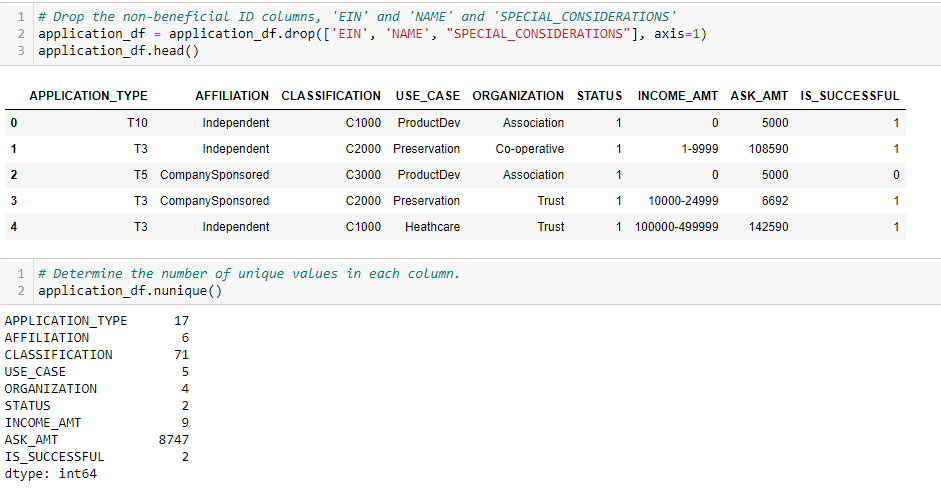 1 # Drop the non-beneficial ID columns, 'EIN' and 'NAME' and 'SPECIAL_CONSIDERATIONS'
2 application_df = application_df.drop(['EIN', 'NAME', "SPECIAL_CONSIDERATIONS"], axis=1)
3 application_df.head()
APPLICATION_TYPE AFFILIATION CLASSIFICATION USE_CASE ORGANIZATION STATUS INCOME_AMT ASK_AMT IS_SUCCESSFUL
0 T10 Independent C1000 ProductDev Association 1 0 5000 1
1 T3 Independent C2000 Preservation Co-operative 1 1-9999 108590 1
2 T5 CompanySponsored C3000 ProductDev Association 1 0 5000 0
3 T3 CompanySponsored C2000 Preservation Trust 1 10000-24999 6692 1
4 T3 Independent C1000 Heathcare Trust 1 100000-499999 142590 1
1 # Determine the number of unique values in each column.
2 application_df.nunique()
APPLICATION_TYPE 17
AFFILIATION 6
CLASSIFICATION 71
USE_CASE 5
ORGANIZATION 4
STATUS 2
INCOME_AMT 9
ASK_AMT 8747
IS_SUCCESSFUL 2
dtype: int64